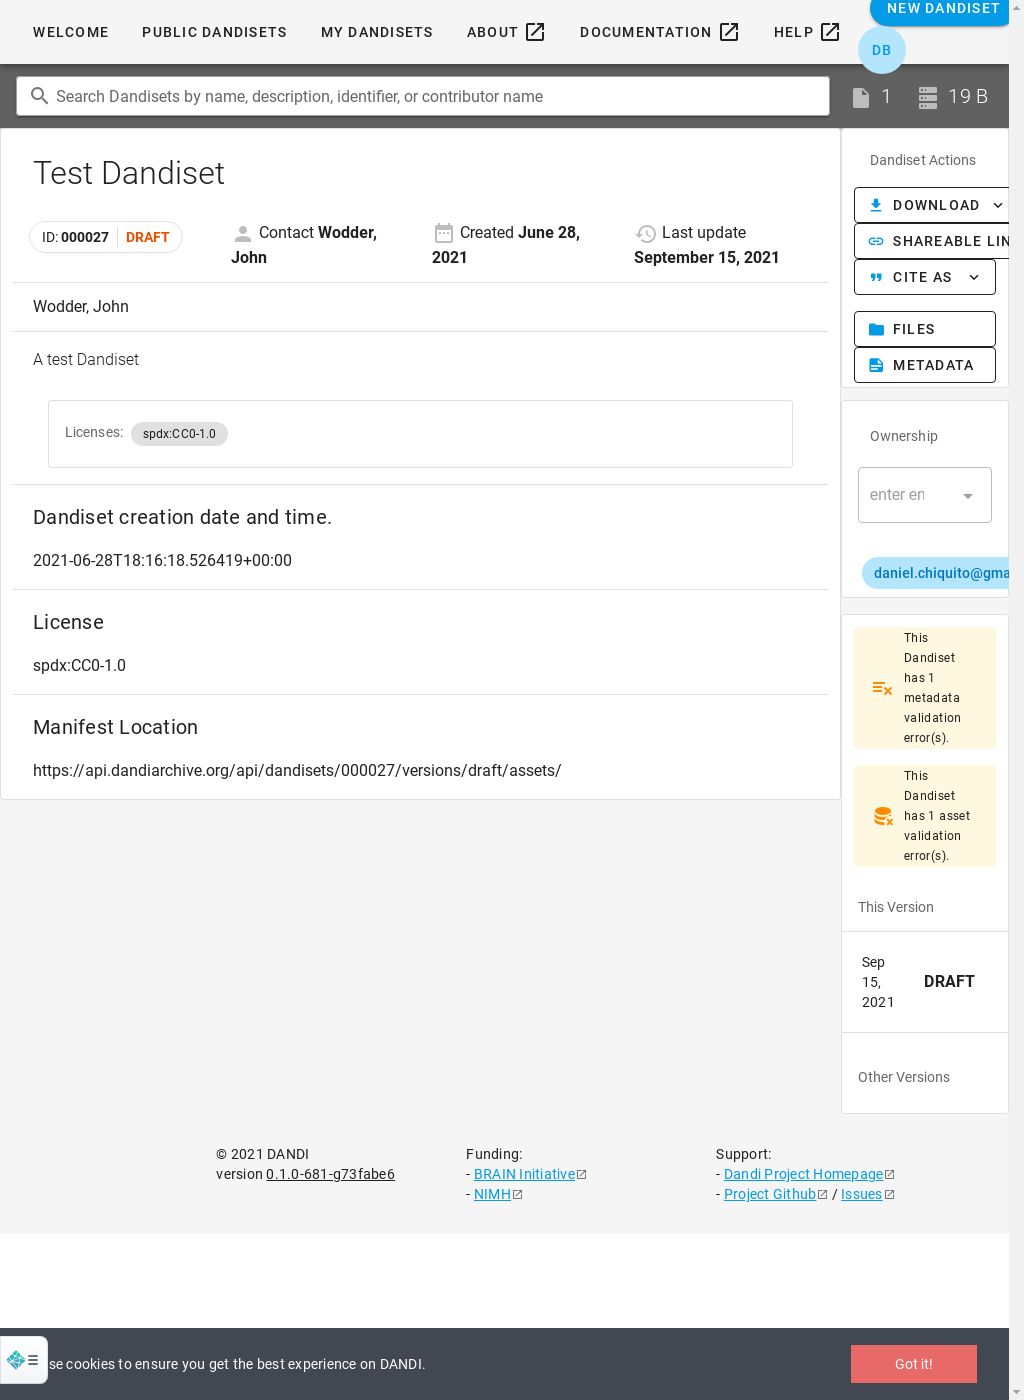 WELCOME PUBLIC DANDISETS MY DANDISETS ABOUT DOCUMENTATION HELP NEW DANDISET
DB
Search Dandisets by name, description, identifier, or contributor name 1 19 B
Test Dandiset
ID: 000027 DRAFT
Contact Wodder, John
Created June 28, 2021
Last update September 15, 2021
Wodder, John
A test Dandiset
Licenses: spdx:CC0-1.0
Dandiset creation date and time.
2021-06-28T18:16:18.526419+00:00
License
spdx:CC0-1.0
Manifest Location
https://api.dandiarchive.org/api/dandisets/000027/versions/draft/assets/
Dandiset Actions
DOWNLOAD
SHAREABLE LIN
CITE AS
FILES
METADATA
Ownership
enter en
daniel.chiquito@gma
This
Dandiset
has 1
metadata
validation
error(s).
This
Dandiset
has 1 asset
validation
error(s).
This Version
Sep
15,
2021
DRAFT
Other Versions
© 2021 DANDI
version 0.1.0-681-g73fabe6
Funding:
- BRAIN Initiative
- NIMH
Support:
- Dandi Project Homepage
- Project Github / Issues
se cookies to ensure you get the best experience on DANDI.
Got it!